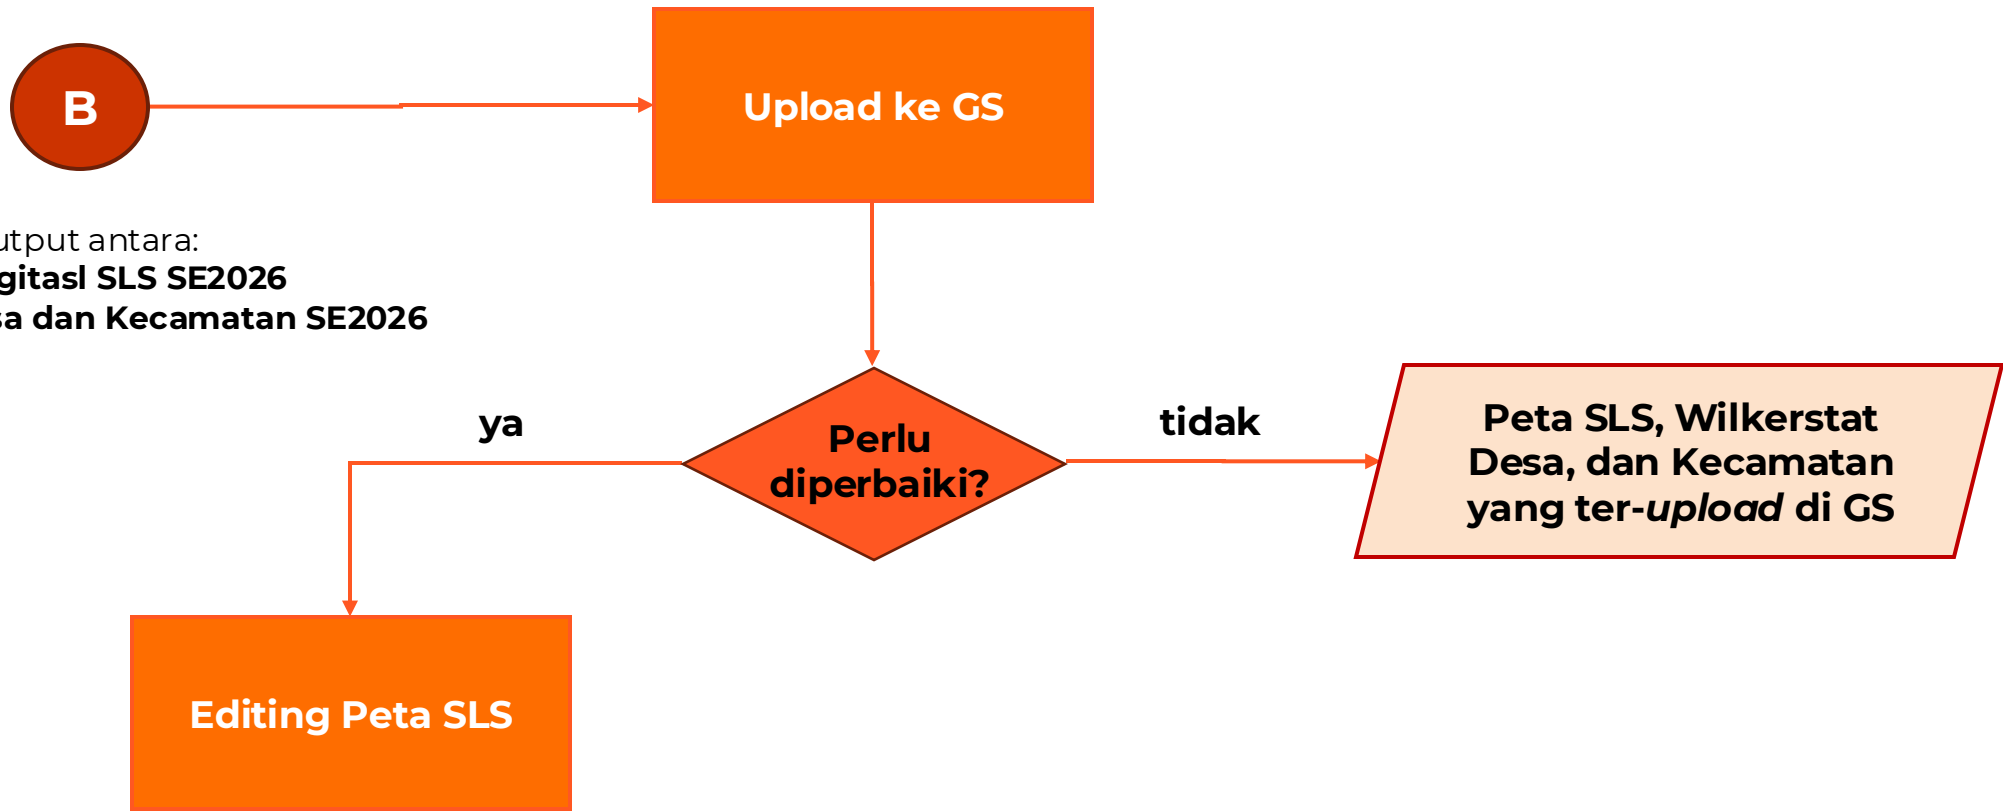 B
Upload ke GS
utput antara:
gitasI SLS SE2026
sa dan Kecamatan SE2026
ya
Perlu
diperbaiki?
tidak
Peta SLS, Wilkerstat
Desa, dan Kecamatan
yang ter-upload di GS
Editing Peta SLS